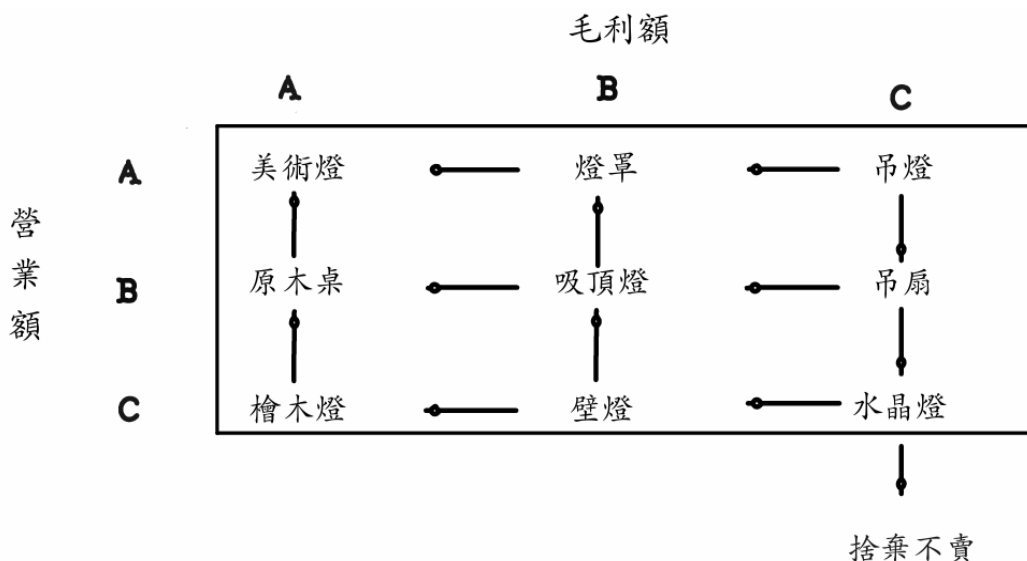 毛利額
A B C
A 美術燈 燈罩 吊燈
營業額
B 原木桌 吸頂燈 吊扇
C 檜木燈 壁燈 水晶燈
捨棄不賣